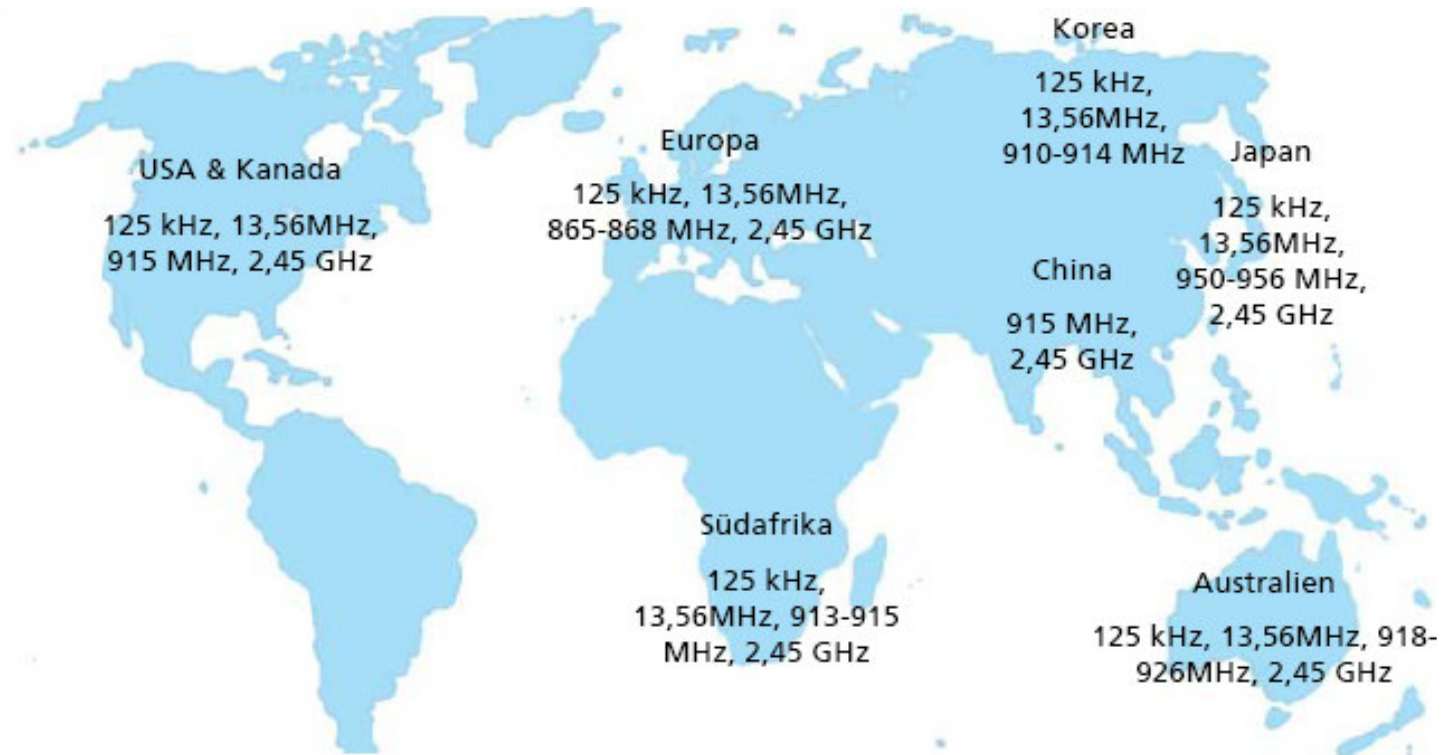 Korea
125 kHz,
13,56MHz,
910-914 MHz
Europa
125 kHz, 13,56MHz,
865-868 MHz, 2,45 GHz
USA & Kanada
125 kHz, 13,56MHz,
915 MHz, 2,45 GHz
Japan
125 kHz,
13,56MHz,
950-956 MHz,
2,45 GHz
China
915 MHz,
2,45 GHz
Südafrika
125 kHz,
13,56MHz, 913-915
MHz, 2,45 GHz
Australien
125 kHz, 13,56MHz, 918-
926MHz, 2,45 GHz